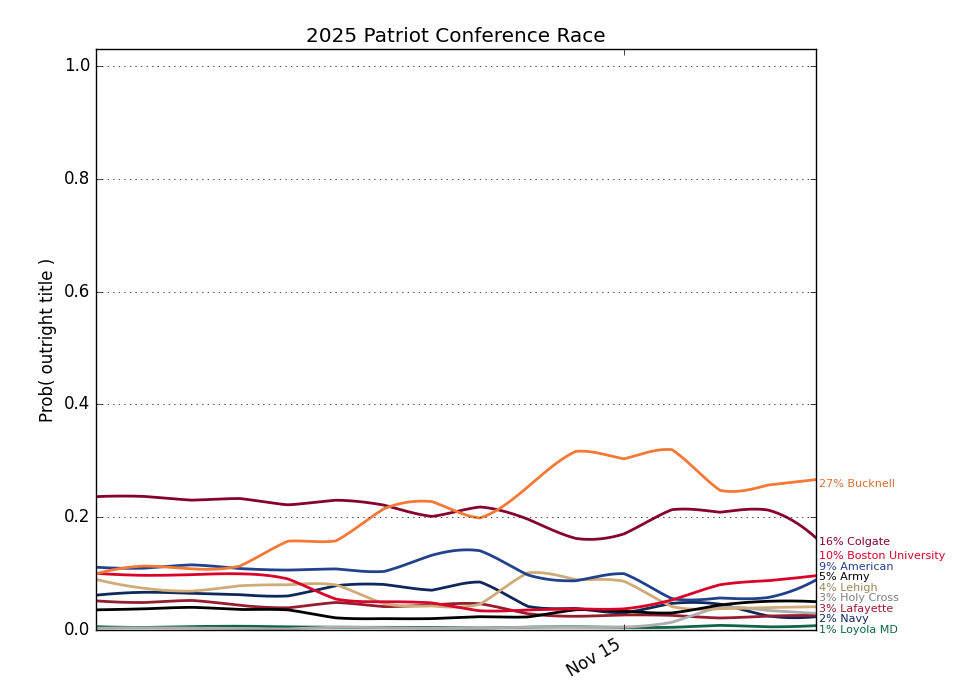 2025 Patriot Conference Race
Prob( outright title )
1.0
0.8
0.6
0.4
0.2
0.0
Nov 15
27% Bucknell
16% Colgate
10% Boston University
9% American
5% Army
4% Lehigh
3% Holy Cross
3% Lafayette
2% Navy
1% Loyola MD